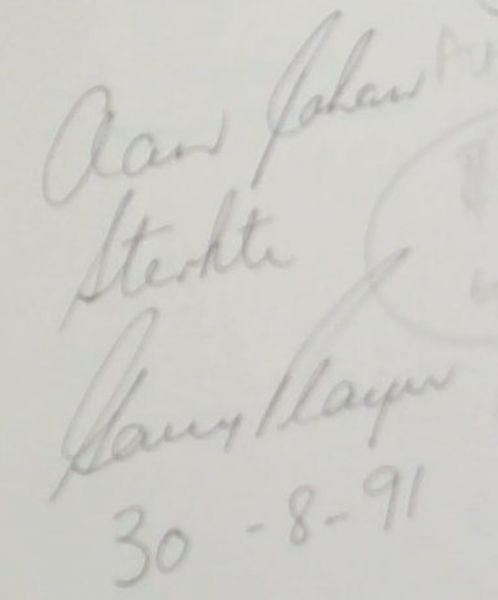 Aan Johan
Sterkte
Gary Player
30-8-91